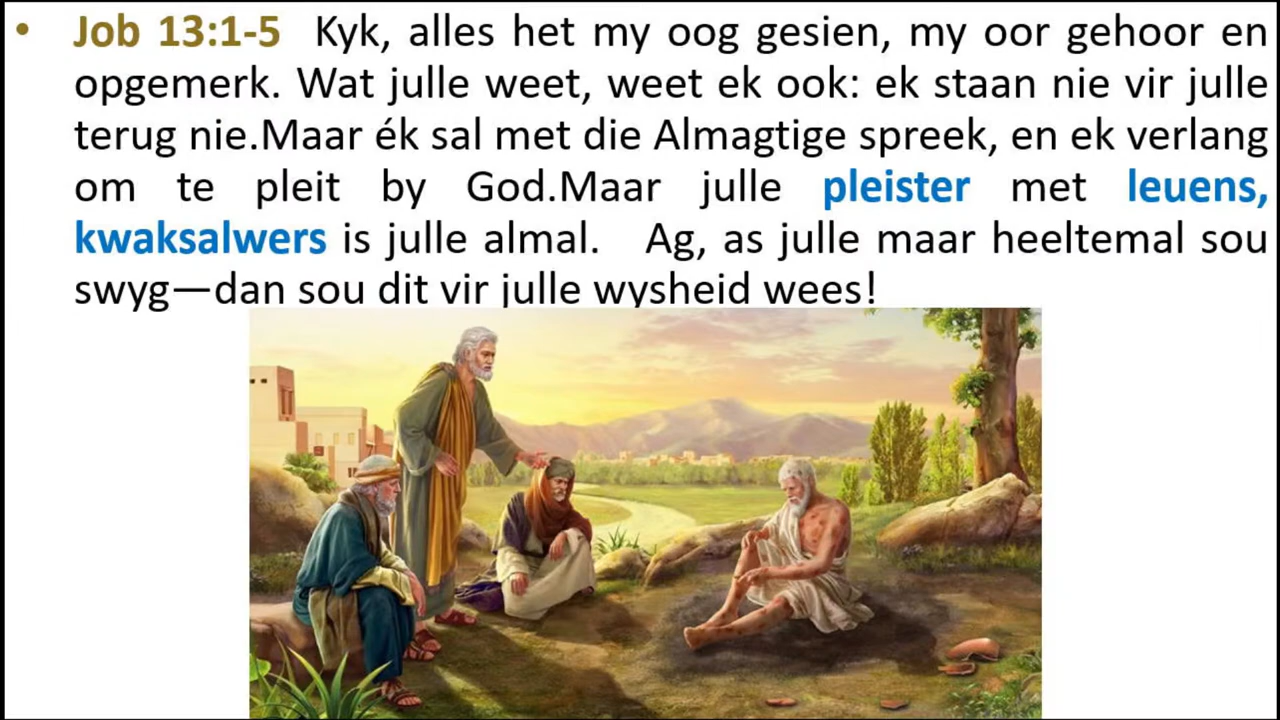 • Job 13:1-5 Kyk, alles het my oog gesien, my oor gehoor en
opgemerk. Wat julle weet, weet ek ook: ek staan nie vir julle
terug nie.Maar ék sal met die Almagtige spreek, en ek verlang
om te pleit by God.Maar julle pleister met leuens,
kwaksalwers is julle almal. Ag, as julle maar heeltemal sou
swyg—dan sou dit vir julle wysheid wees!